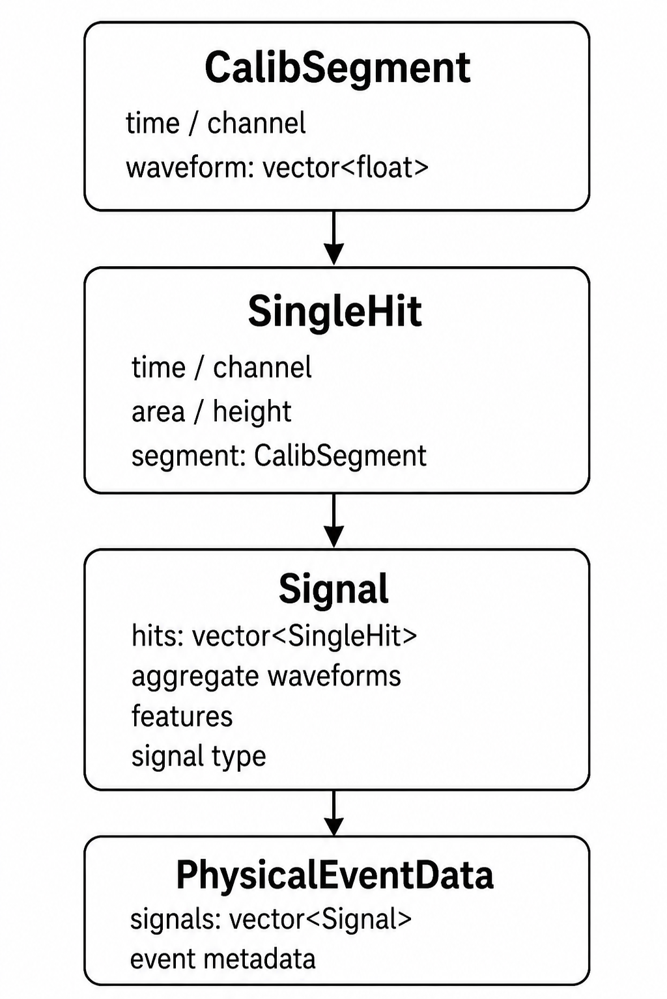 CalibSegment
time / channel
waveform: vector<float>
SingleHit
time / channel
area / height
segment: CalibSegment
Signal
hits: vector<SingleHit>
aggregate waveforms
features
signal type
PhysicalEventData
signals: vector<Signal>
event metadata